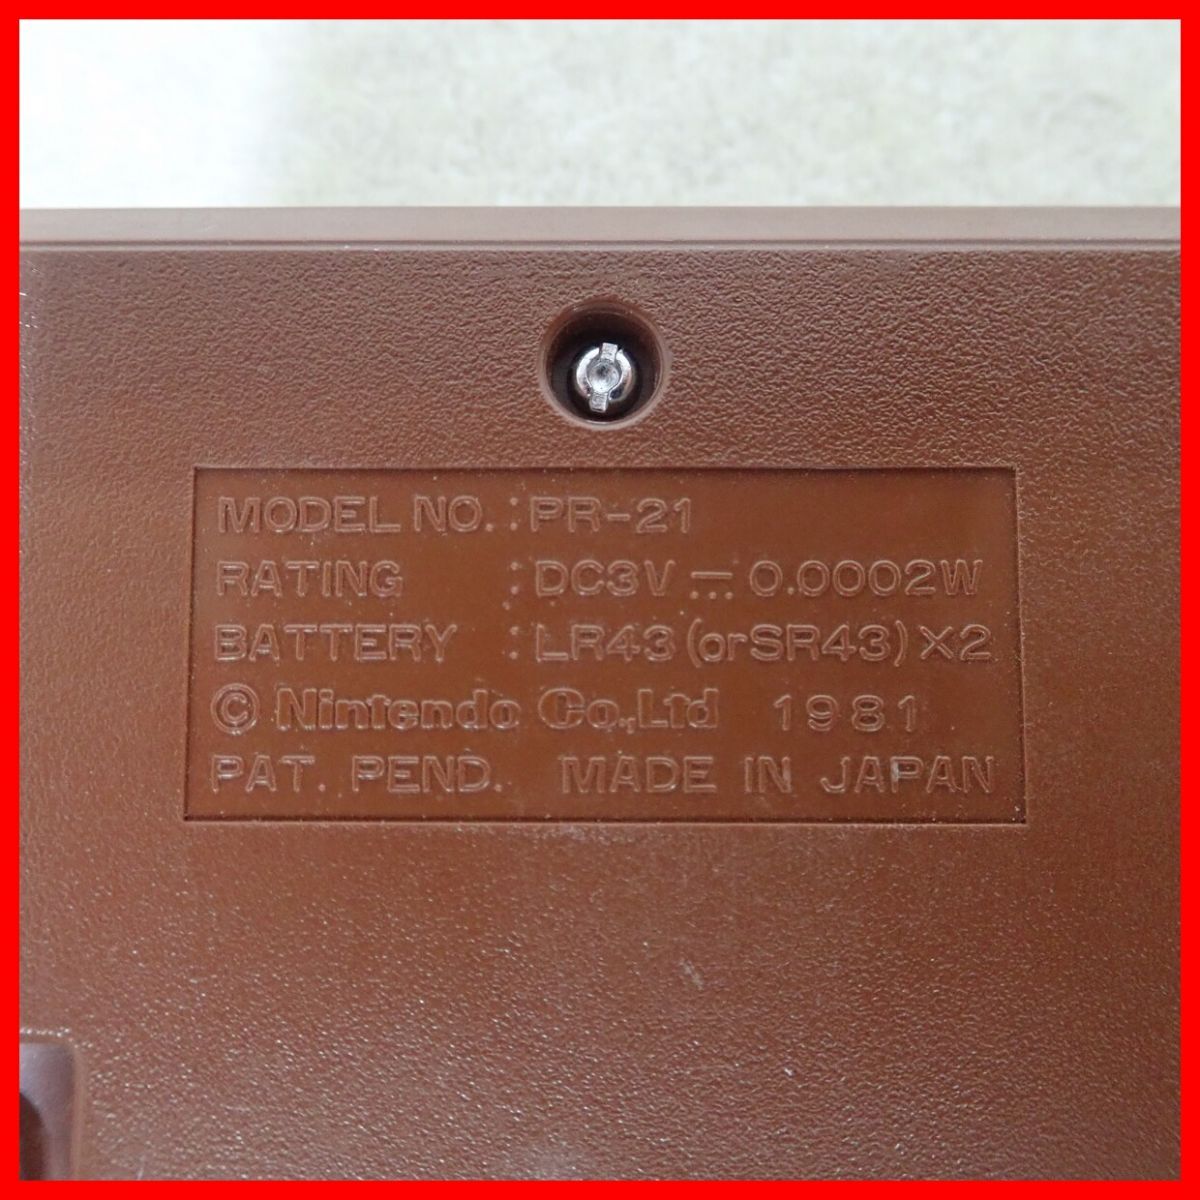 MODEL NO. : PR-21
RATING : DC3V ⎓ 0.0002W
BATTERY : LR43 (or SR43) ×2
© Nintendo Co.,Ltd 1981
PAT. PEND. MADE IN JAPAN